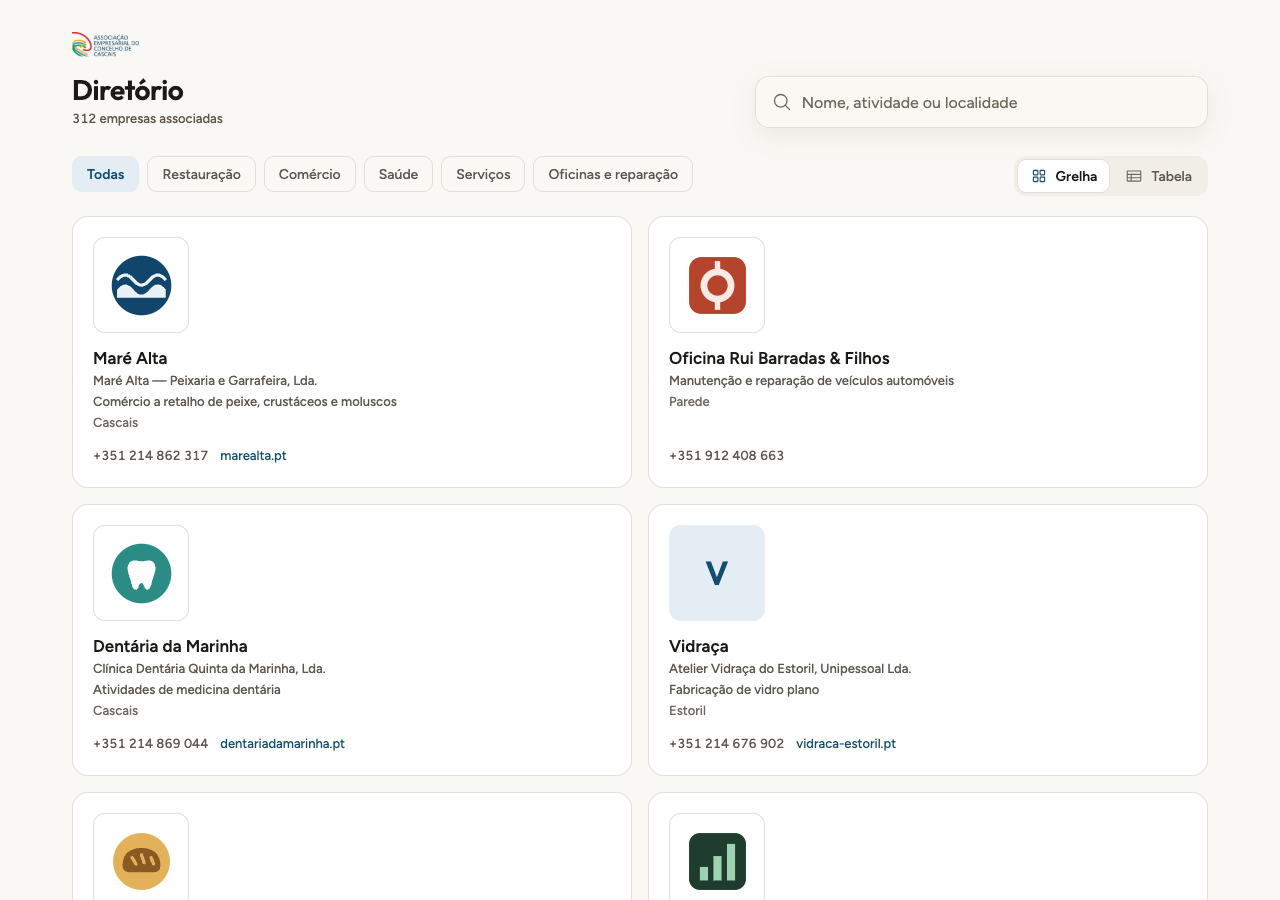 ASSOCIAÇÃO
EMPRESARIAL DO
CONCELHO DE
CASCAIS
Diretório
312 empresas associadas
Nome, atividade ou localidade
Todas
Restauração
Comércio
Saúde
Serviços
Oficinas e reparação
Grelha
Tabela
Maré Alta
Maré Alta — Peixaria e Garrafeira, Lda.
Comércio a retalho de peixe, crustáceos e moluscos
Cascais
+351 214 862 317 marealta.pt
Oficina Rui Barradas & Filhos
Manutenção e reparação de veículos automóveis
Parede
+351 912 408 663
Dentária da Marinha
Clínica Dentária Quinta da Marinha, Lda.
Atividades de medicina dentária
Cascais
+351 214 869 044 dentariadamarinha.pt
V
Vidraça
Atelier Vidraça do Estoril, Unipessoal Lda.
Fabricação de vidro plano
Estoril
+351 214 676 902 vidraca-estoril.pt